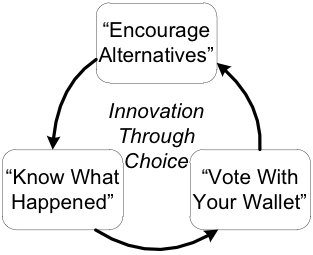 “Encourage
Alternatives”
Innovation
Through
Choice
“Know What
Happened”
“Vote With
Your Wallet”